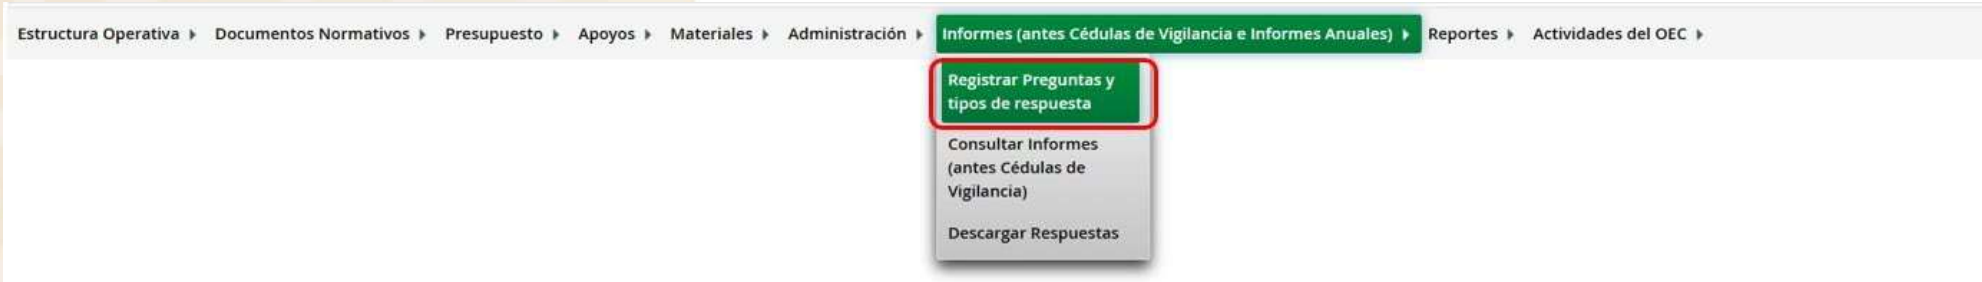 Estructura Operativa Documentos Normativos Presupuesto Apoyos Materiales Administración Informes (antes Cédulas de Vigilancia e Informes Anuales) Reportes Actividades del OEC
Registrar Preguntas y
tipos de respuesta
Consultar Informes
(antes Cédulas de
Vigilancia)
Descargar Respuestas